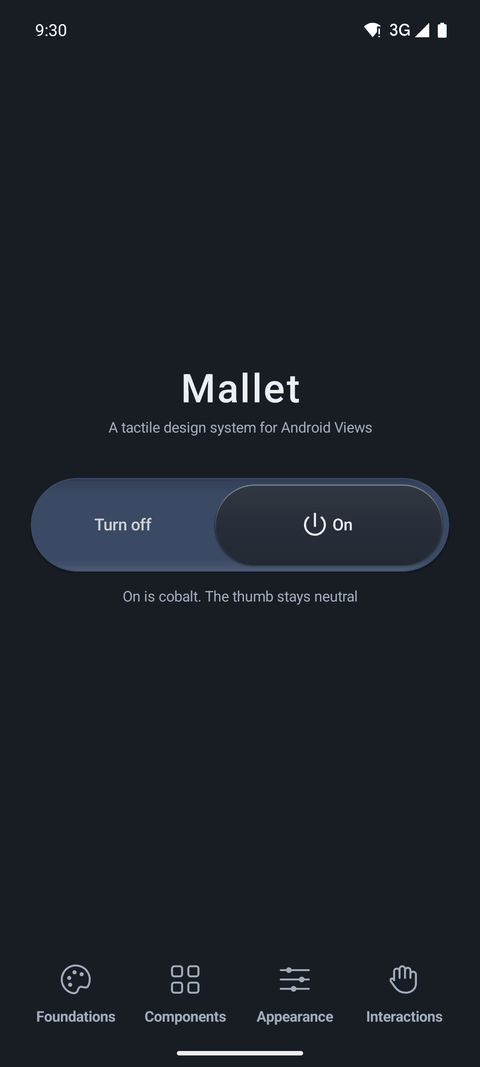 9:30
3G
Mallet
A tactile design system for Android Views
Turn off
On
On is cobalt. The thumb stays neutral
Foundations
Components
Appearance
Interactions